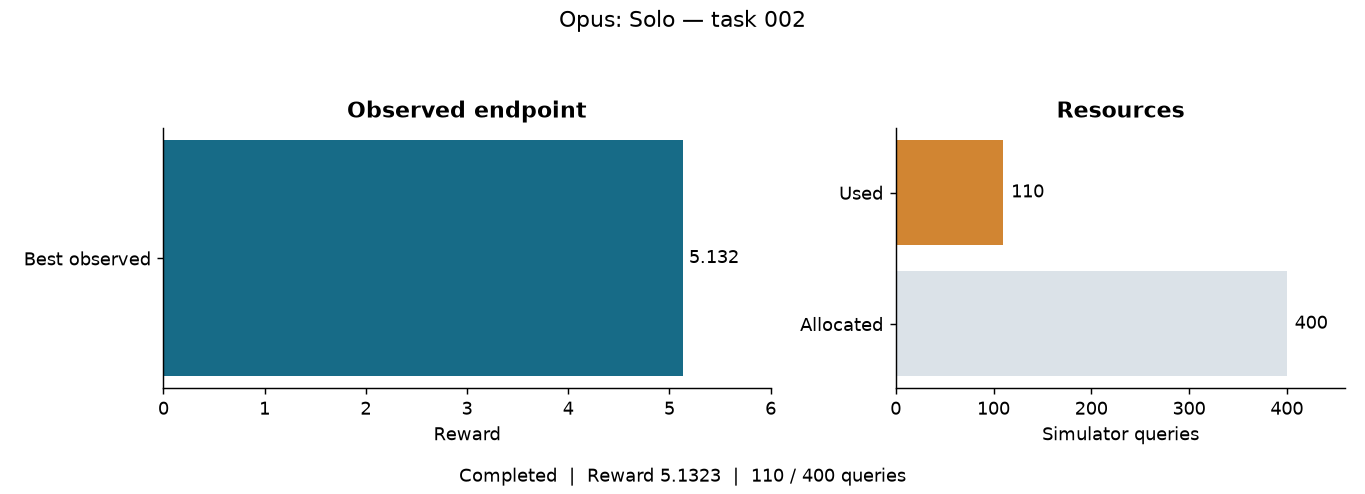 Opus: Solo — task 002
Observed endpoint
Best observed
5.132
0 1 2 3 4 5 6
Reward
Resources
Used
110
Allocated
400
0 100 200 300 400
Simulator queries
Completed | Reward 5.1323 | 110 / 400 queries